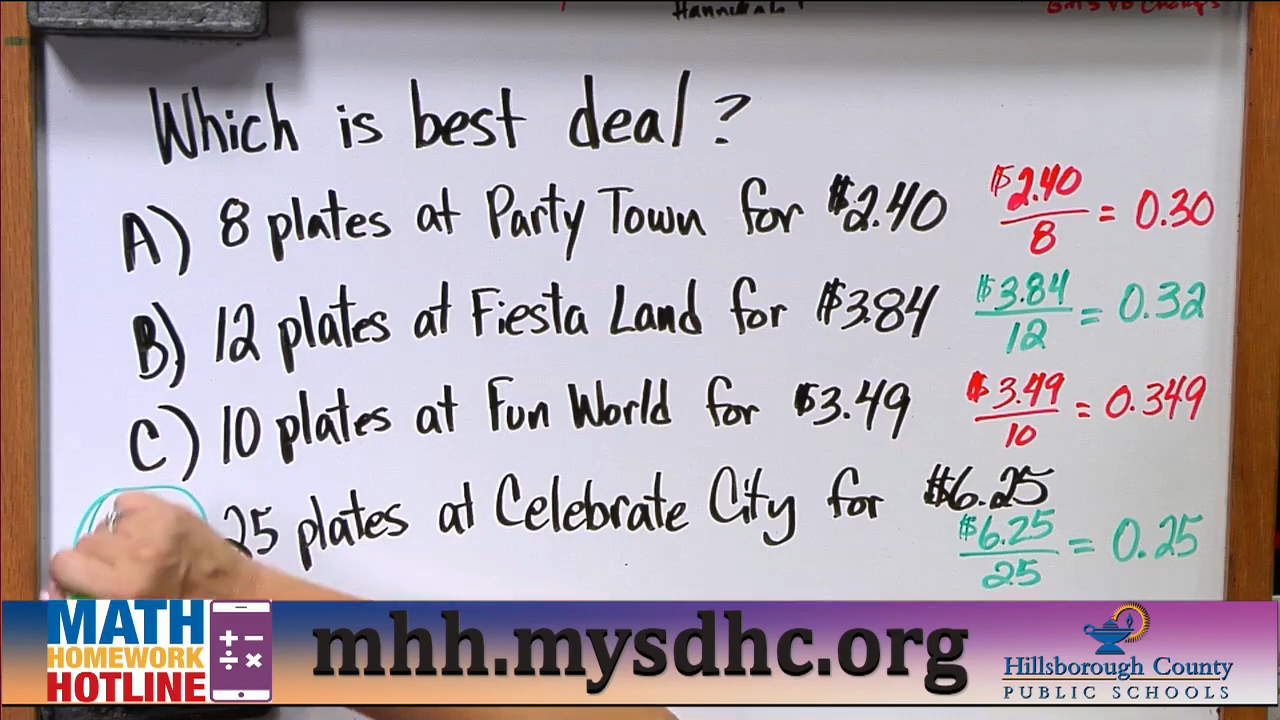 Hannibal
Which is best deal?
A) 8 plates at Party Town for $2.40 $2.40/8 = 0.30
B) 12 plates at Fiesta Land for $3.84 $3.84/12 = 0.32
C) 10 plates at Fun World for $3.49 $3.49/10 = 0.349
25 plates at Celebrate City for $6.25
$6.25/25 = 0.25
MATH
HOMEWORK
HOTLINE
+ −
÷ ×
mhh.mysdhc.org
Hillsborough County
PUBLIC SCHOOLS